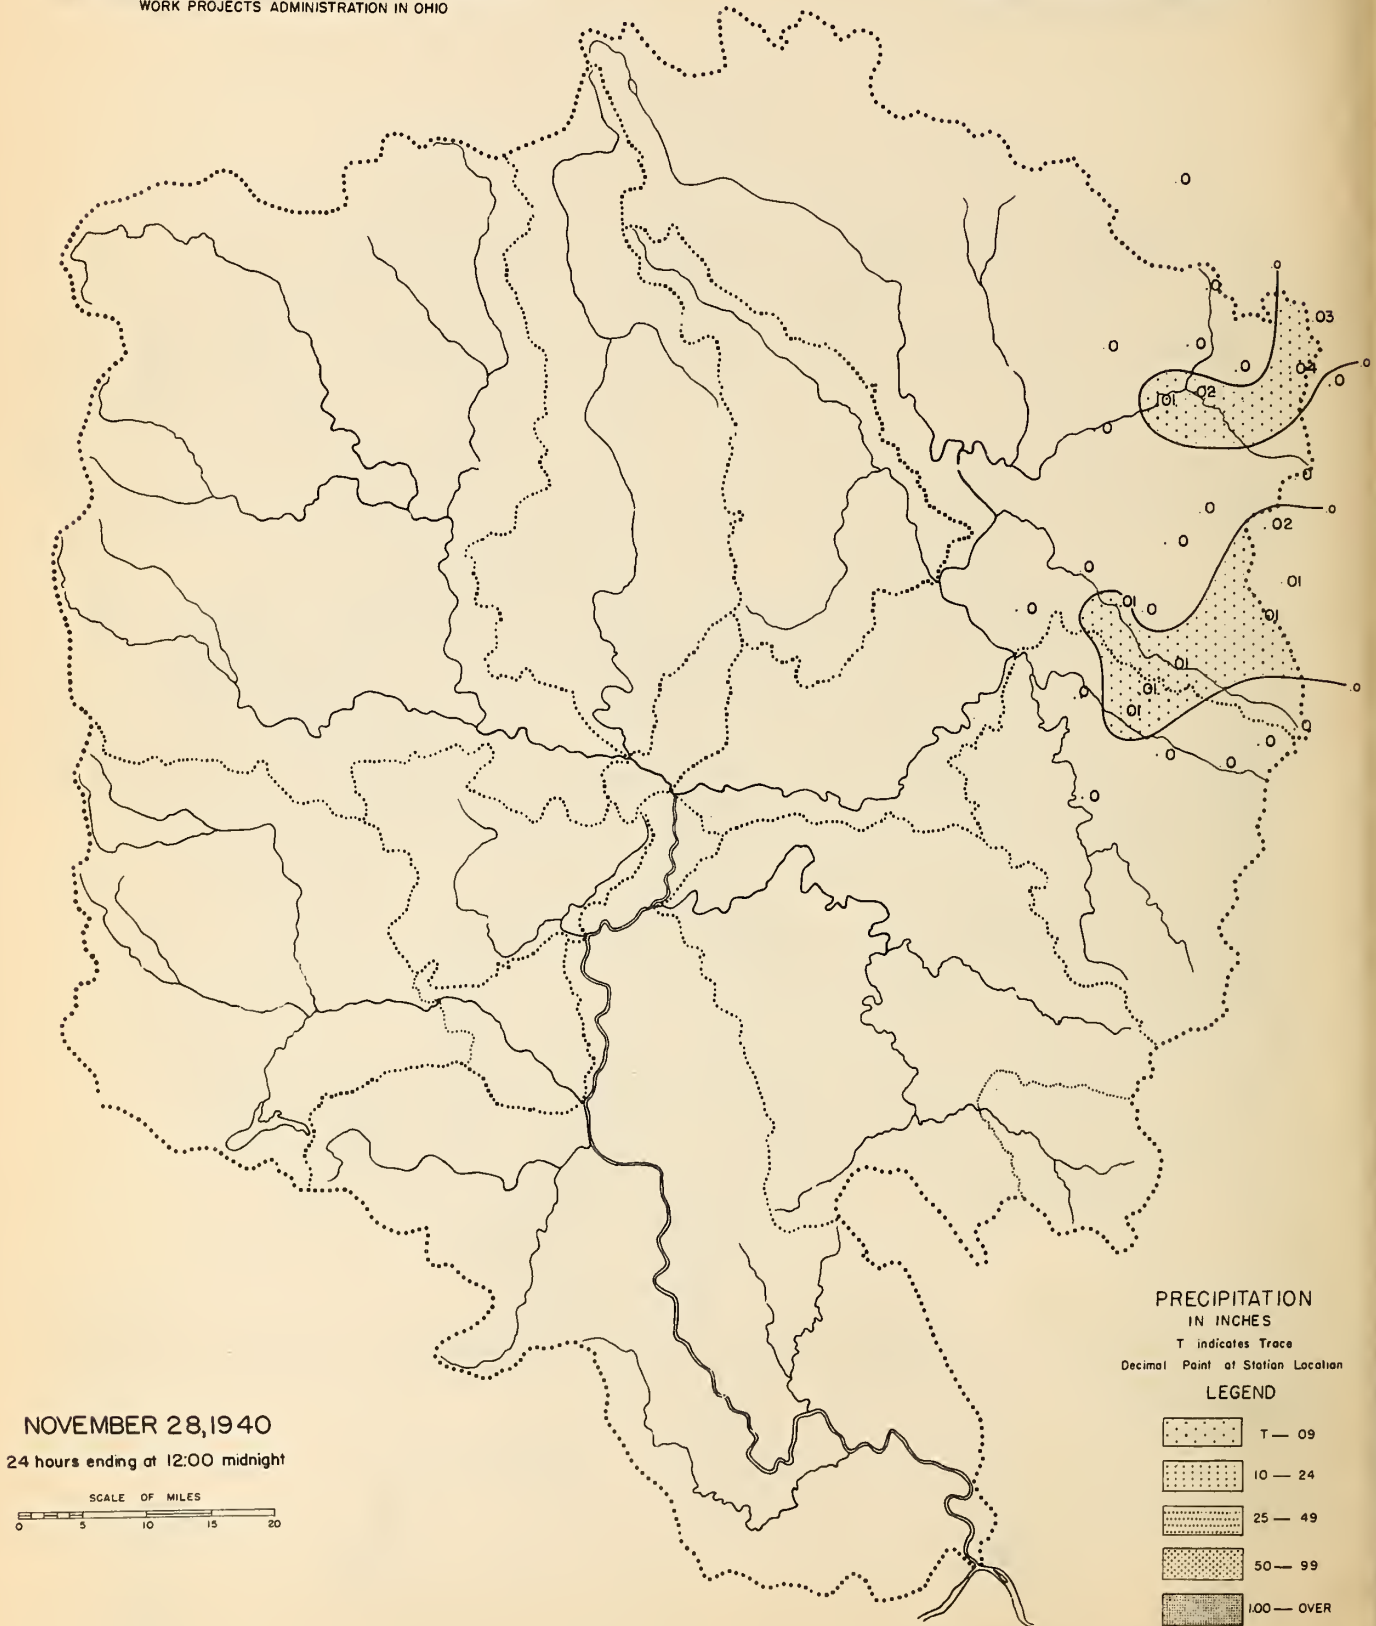 WORK PROJECTS ADMINISTRATION IN OHIO
.0
.0
.0
.03
.0
.0
.0
.04
.0
.0
.02
.01
.0
.0
.0
.0
.02
.0
.0
.01
.01
.0
.0
.01
.01
.01
.0
.0
.01
.0
.0
.0
.0
.0
PRECIPITATION
IN INCHES
T indicates Trace
Decimal Point at Station Location
LEGEND
T — 09
10 — 24
25 — 49
50 — 99
1.00 — OVER
NOVEMBER 28, 1940
24 hours ending at 12:00 midnight
SCALE OF MILES
0 5 10 15 20